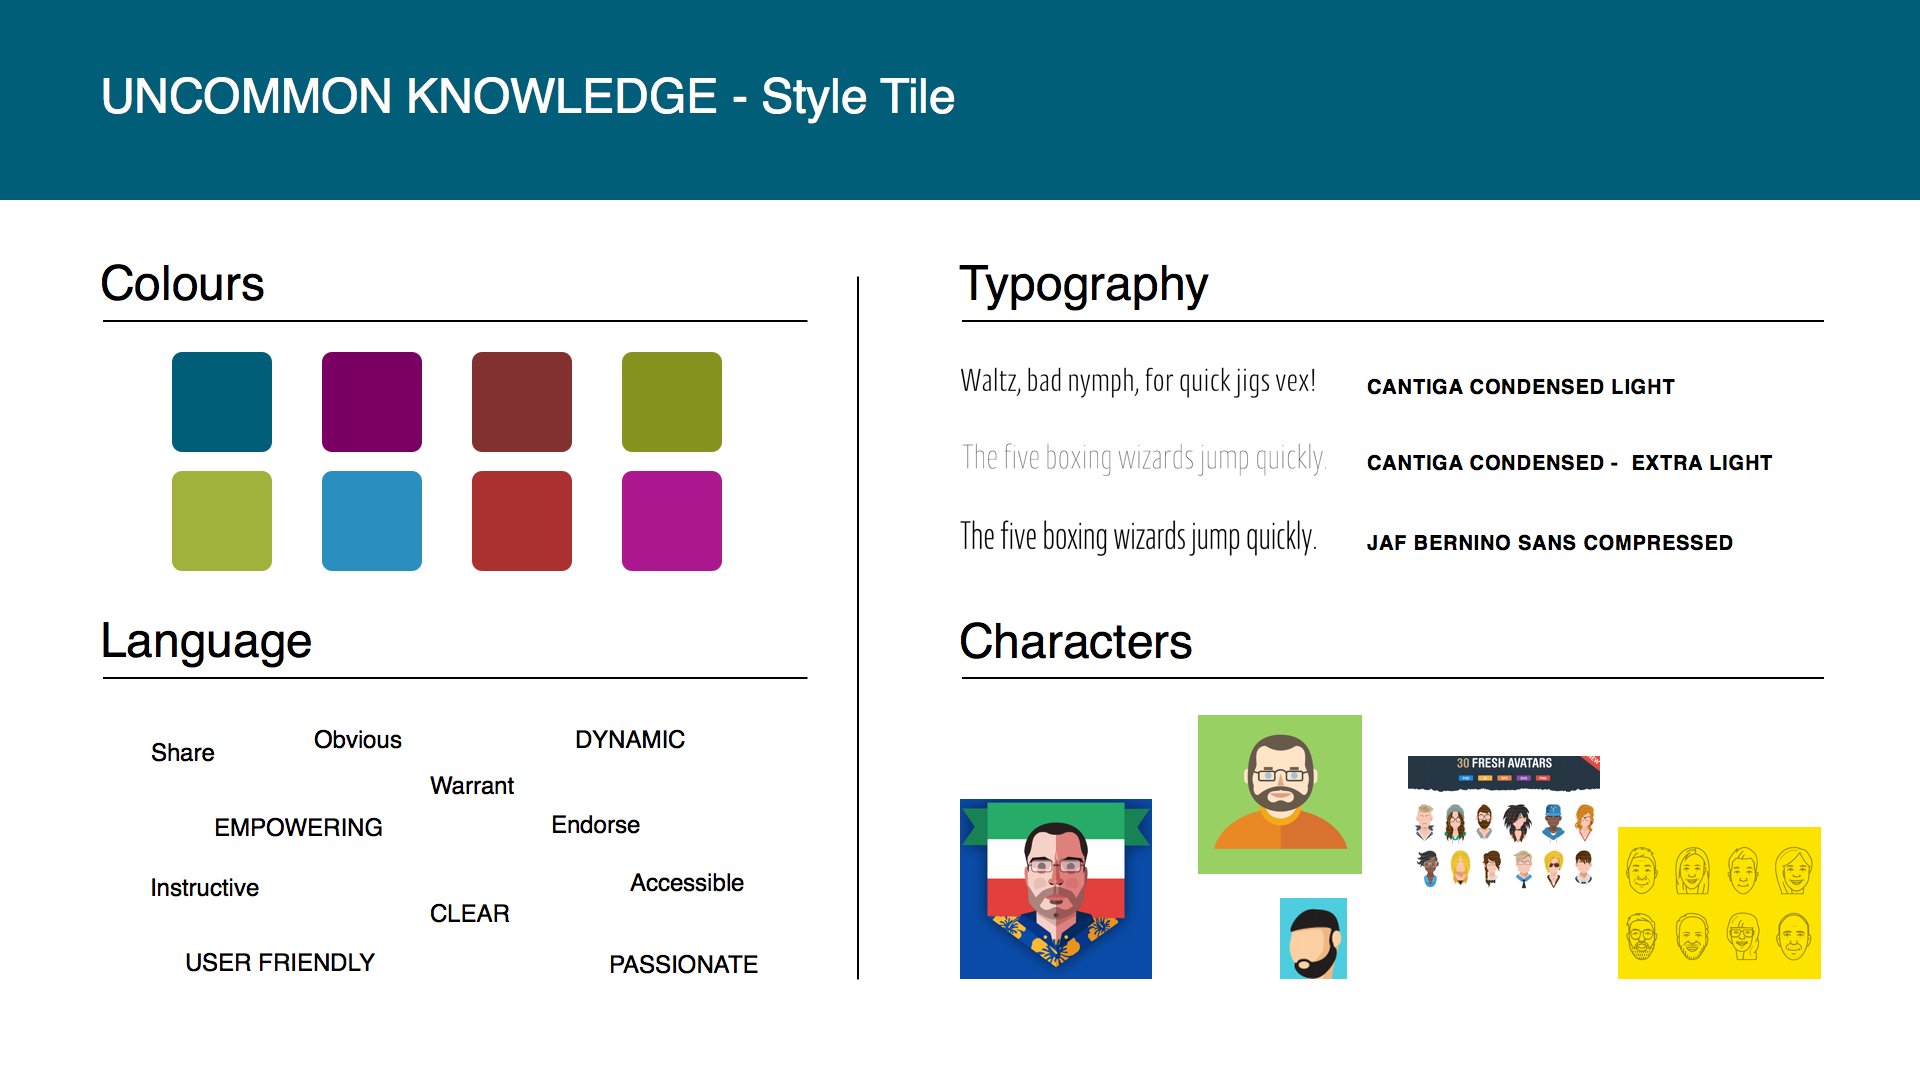 UNCOMMON KNOWLEDGE - Style Tile
Colours
Typography
Waltz, bad nymph, for quick jigs vex!
CANTIGA CONDENSED LIGHT
The five boxing wizards jump quickly.
CANTIGA CONDENSED - EXTRA LIGHT
The five boxing wizards jump quickly.
JAF BERNINO SANS COMPRESSED
Language
Share
Obvious
DYNAMIC
Warrant
EMPOWERING
Endorse
Instructive
Accessible
CLEAR
USER FRIENDLY
PASSIONATE
Characters
30 FRESH AVATARS